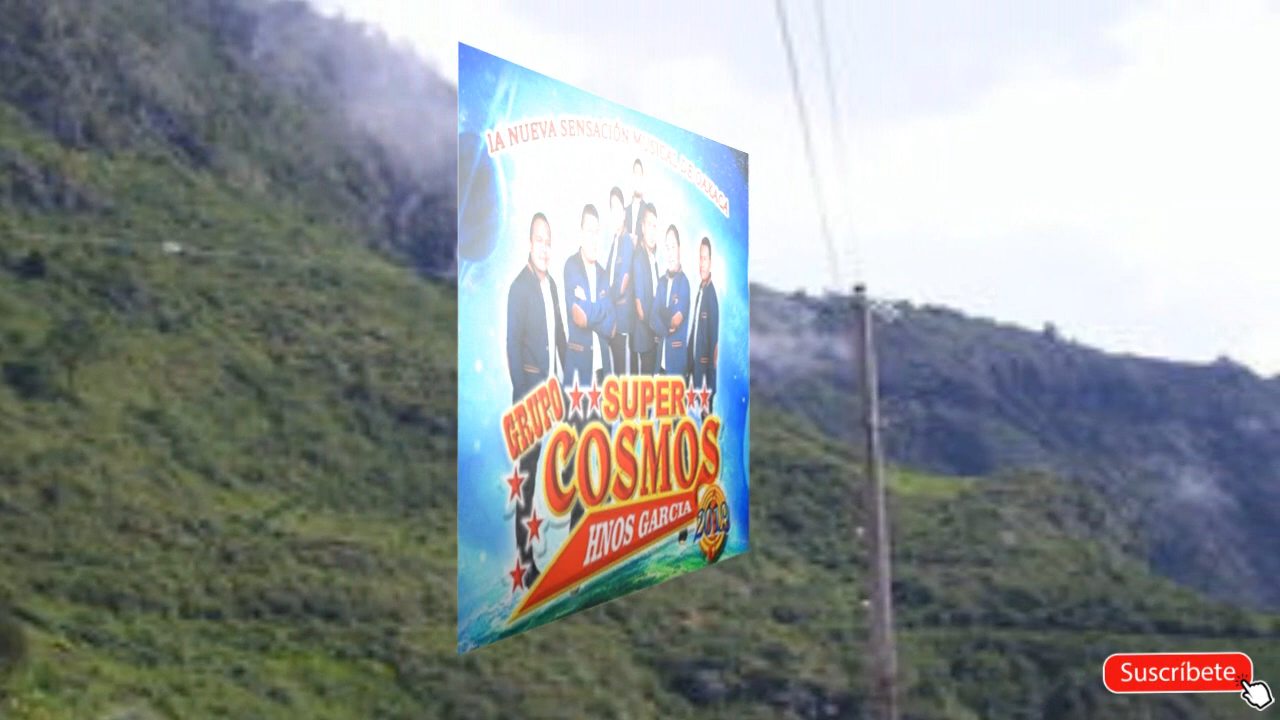 LA NUEVA SENSACIÓN MUSICAL DE OAXACA
GRUPO
SUPER
COSMOS
HNOS GARCIA
2019
Suscríbete